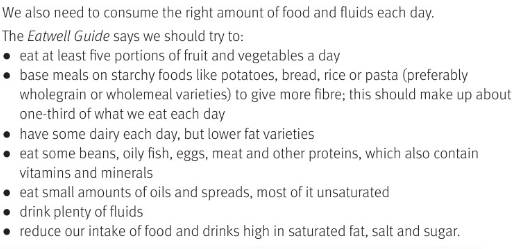 We also need to consume the right amount of food and fluids each day.
The Eatwell Guide says we should try to:
● eat at least five portions of fruit and vegetables a day
● base meals on starchy foods like potatoes, bread, rice or pasta (preferably
wholegrain or wholemeal varieties) to give more fibre; this should make up about
one-third of what we eat each day
● have some dairy each day, but lower fat varieties
● eat some beans, oily fish, eggs, meat and other proteins, which also contain
vitamins and minerals
● eat small amounts of oils and spreads, most of it unsaturated
● drink plenty of fluids
● reduce our intake of food and drinks high in saturated fat, salt and sugar.